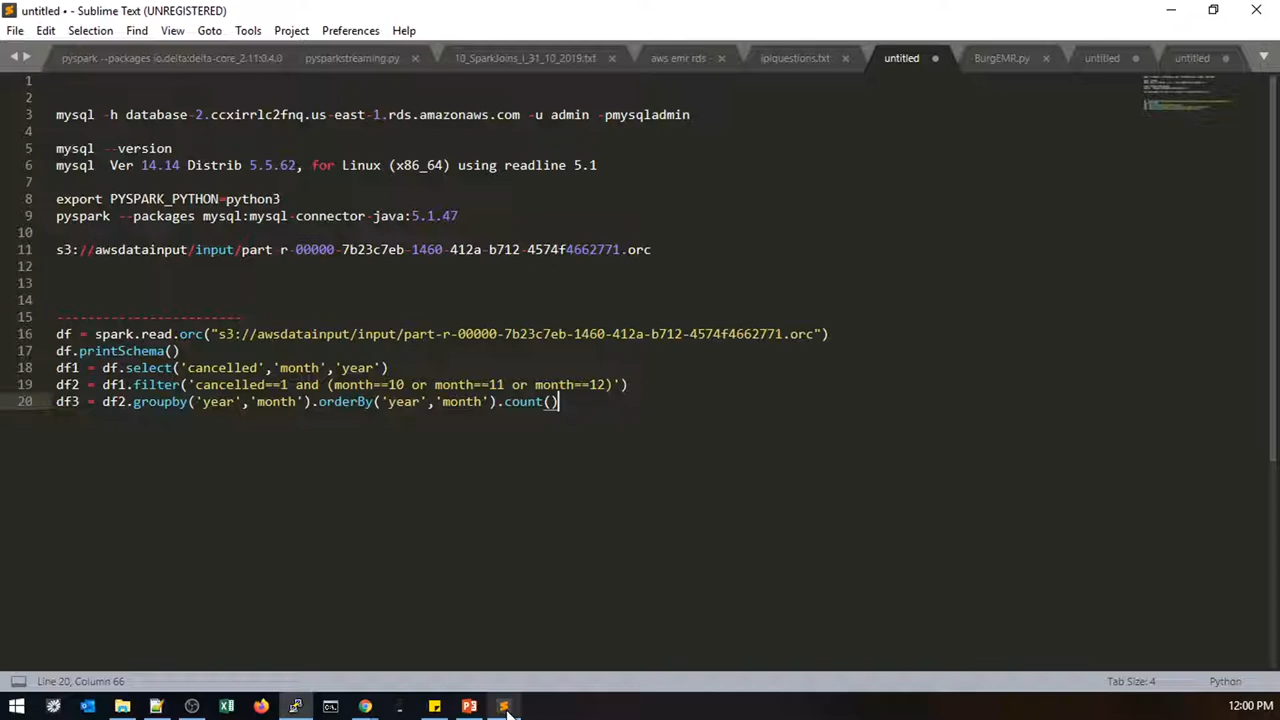 untitled • - Sublime Text (UNREGISTERED)
File Edit Selection Find View Goto Tools Project Preferences Help
pyspark --packages io.delta:delta-core_2.11:0.4.0 pysparkstreaming.py 10_SparkJoins_I_31_10_2019.txt aws emr rds iplquestions.txt untitled BurgEMR.py untitled untitled
1
2
3 mysql -h database-2.ccxirrlc2fnq.us-east-1.rds.amazonaws.com -u admin -pmysqladmin
4
5 mysql --version
6 mysql Ver 14.14 Distrib 5.5.62, for Linux (x86_64) using readline 5.1
7
8 export PYSPARK_PYTHON=python3
9 pyspark --packages mysql:mysql-connector-java:5.1.47
10
11 s3://awsdatainput/input/part-r-00000-7b23c7eb-1460-412a-b712-4574f4662771.orc
12
13
14
15 ------------------------
16 df = spark.read.orc("s3://awsdatainput/input/part-r-00000-7b23c7eb-1460-412a-b712-4574f4662771.orc")
17 df.printSchema()
18 df1 = df.select('cancelled','month','year')
19 df2 = df1.filter('cancelled==1 and (month==10 or month==11 or month==12)')
20 df3 = df2.groupby('year','month').orderBy('year','month').count()
Line 20, Column 66 Tab Size: 4 Python
12:00 PM